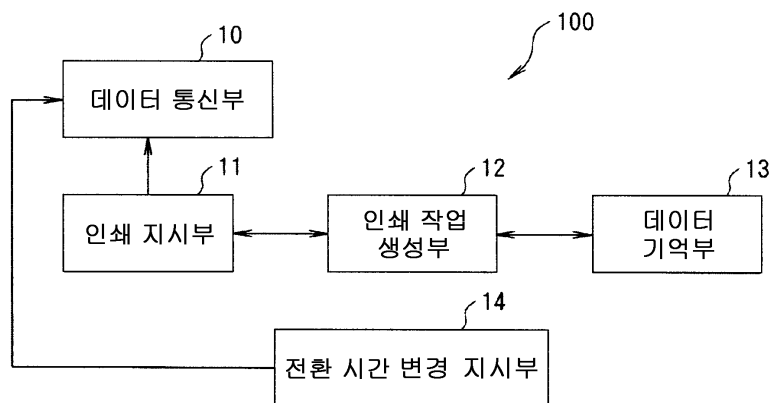 100
10
데이터 통신부
11
인쇄 지시부
12
인쇄 작업
생성부
13
데이터
기억부
14
전환 시간 변경 지시부